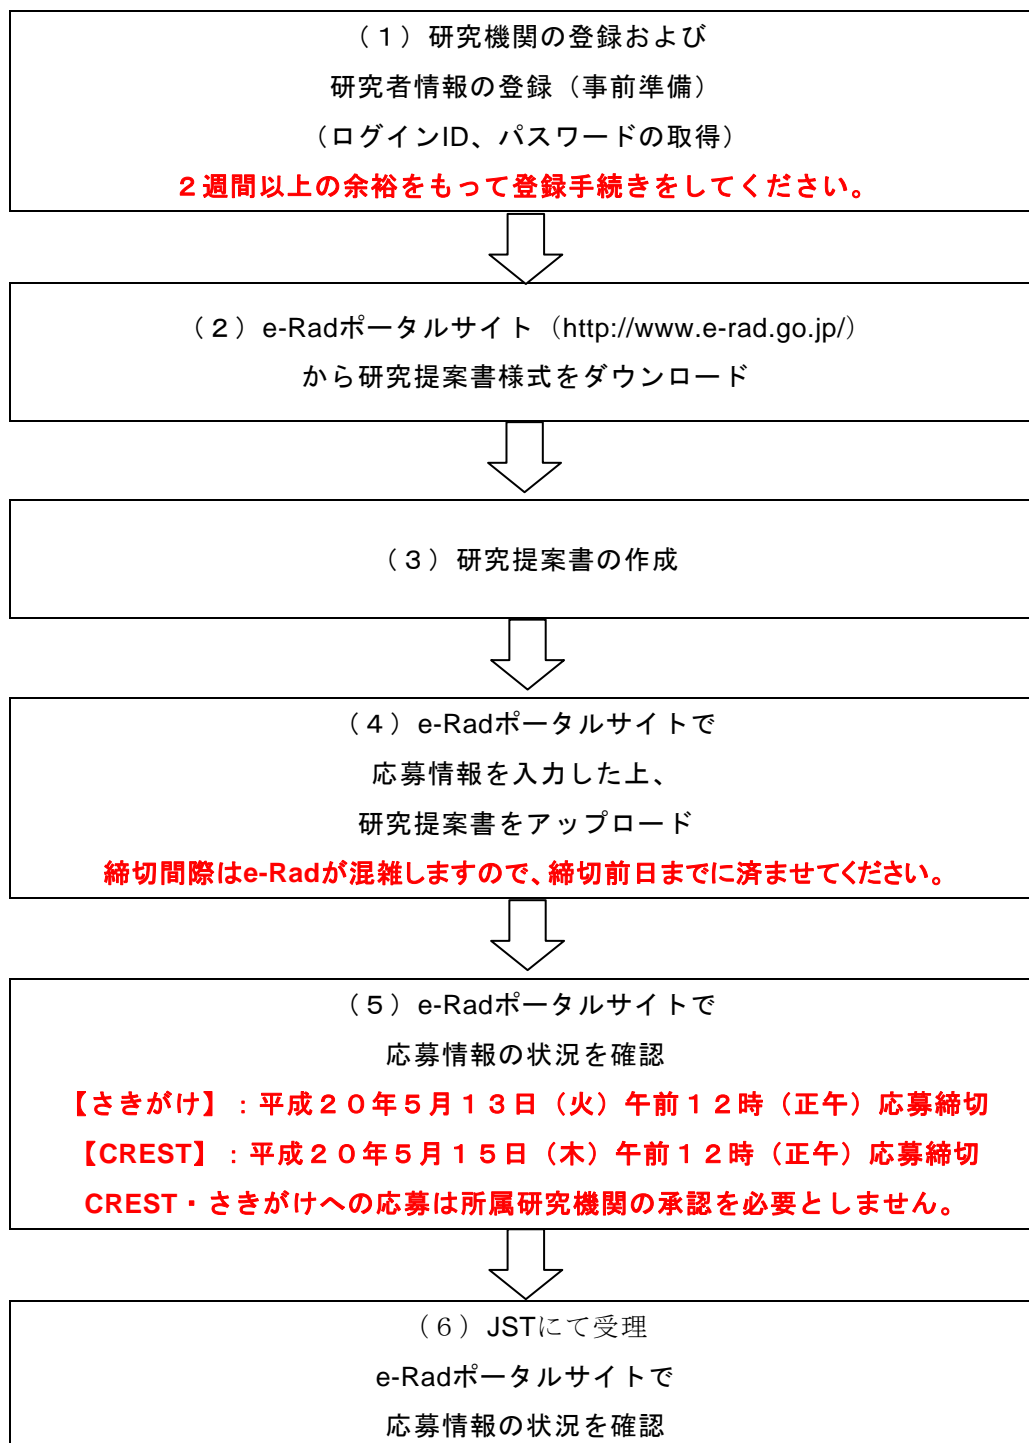 （１）研究機関の登録および
研究者情報の登録（事前準備）
（ログインID、パスワードの取得）
２週間以上の余裕をもって登録手続きをしてください。
（２）e-Radポータルサイト（http://www.e-rad.go.jp/）
から研究提案書様式をダウンロード
（３）研究提案書の作成
（４）e-Radポータルサイトで
応募情報を入力した上、
研究提案書をアップロード
締切間際はe-Radが混雑しますので、締切前日までに済ませてください。
（５）e-Radポータルサイトで
応募情報の状況を確認
【さきがけ】：平成２０年５月１３日（火）午前１２時（正午）応募締切
【CREST】：平成２０年５月１５日（木）午前１２時（正午）応募締切
CREST・さきがけへの応募は所属研究機関の承認を必要としません。
（６）JSTにて受理
e-Radポータルサイトで
応募情報の状況を確認